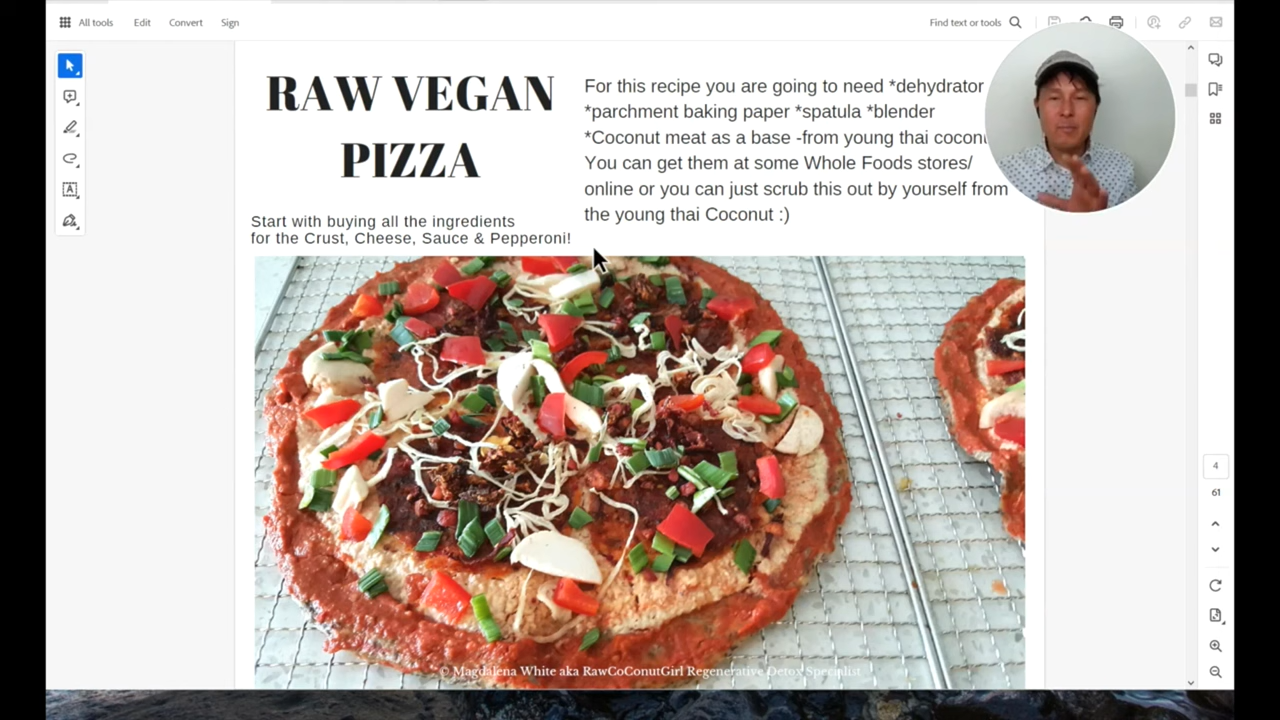 All tools
Edit
Convert
Sign
Find text or tools
RAW VEGAN
PIZZA
Start with buying all the ingredients
for the Crust, Cheese, Sauce & Pepperoni!
For this recipe you are going to need *dehydrator
*parchment baking paper *spatula *blender
*Coconut meat as a base -from young thai
You can get them at some Whole Foods stores/
online or you can just scrub this out by yourself from
the young thai Coconut :)
4
61
© Magdalena White aka RawCoConutGirl Regenerative Detox Specialist